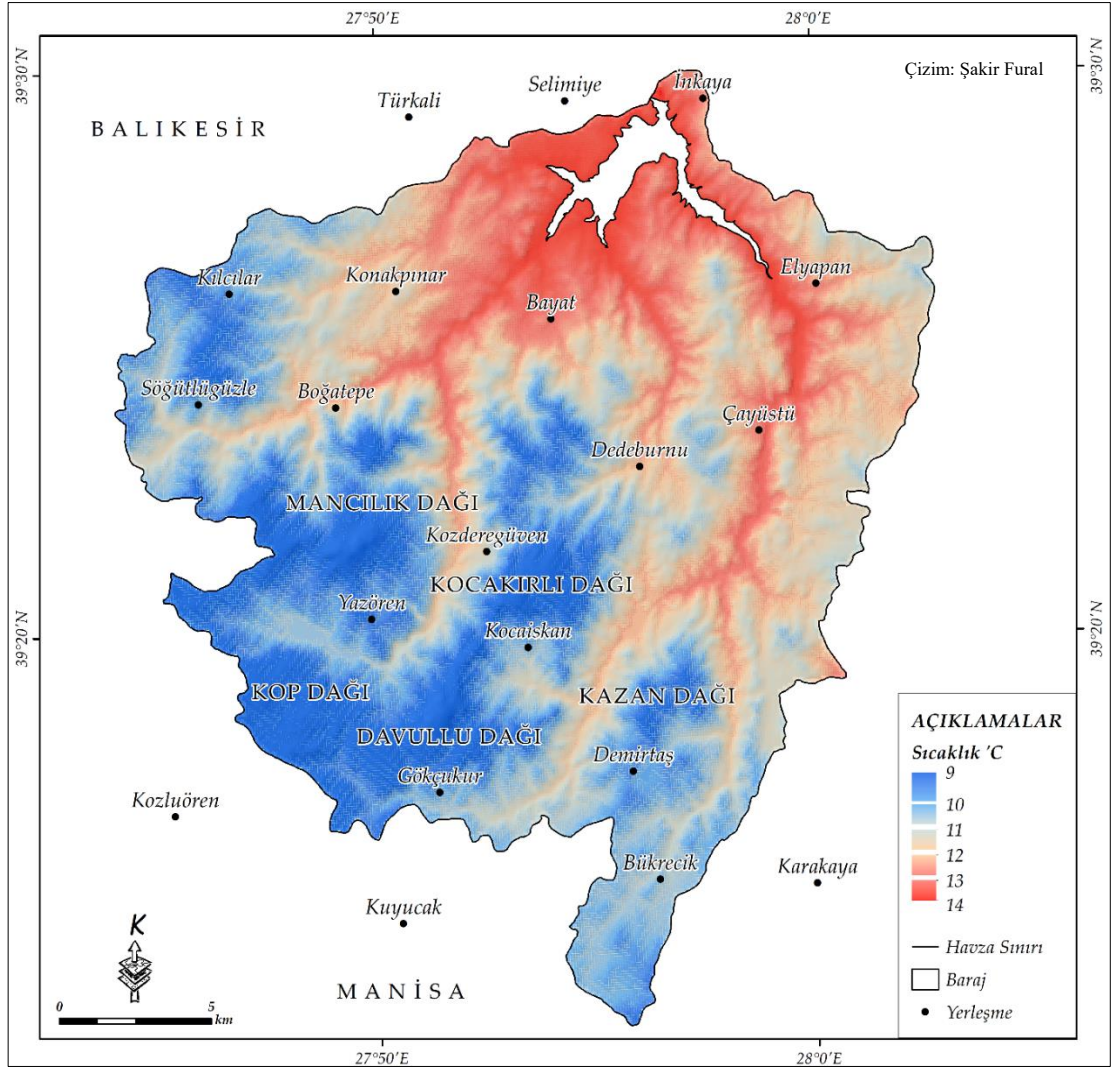 27°50'E
28°0'E
39°30'N
39°30'N
Çizim: Şakir Fural
Selimiye
İnkaya
Türkali
BALIKESİR
Kılcılar
Konakpınar
Elyapan
Bayat
Söğütlügüzle
Boğatepe
Çayüstü
Dedeburnu
MANCILIK DAĞI
Kozderegüven
KOCAKIRLI DAĞI
Yazören
Kocaiskan
39°20'N
39°20'N
KOP DAĞI
KAZAN DAĞI
DAVULLU DAĞI
Demirtaş
Gökçukur
Kozluören
Bükrecik
Karakaya
Kuyucak
MANİSA
K
0 5
km
AÇIKLAMALAR
Sıcaklık 'C
9
10
11
12
13
14
Havza Sınırı
Baraj
Yerleşme
27°50'E
28°0'E